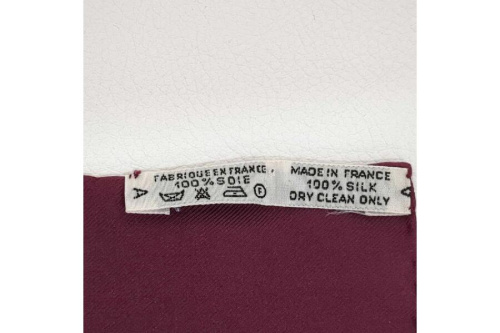 FABRIQUE EN FRANCE
100% SOIE
A
MADE IN FRANCE
100% SILK
DRY CLEAN ONLY
A